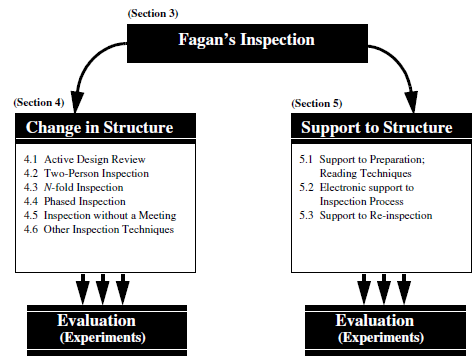 (Section 3)
Fagan's Inspection
(Section 4)
Change in Structure
4.1 Active Design Review
4.2 Two-Person Inspection
4.3 N-fold Inspection
4.4 Phased Inspection
4.5 Inspection without a Meeting
4.6 Other Inspection Techniques
Evaluation
(Experiments)
(Section 5)
Support to Structure
5.1 Support to Preparation;
Reading Techniques
5.2 Electronic support to
Inspection Process
5.3 Support to Re-inspection
Evaluation
(Experiments)